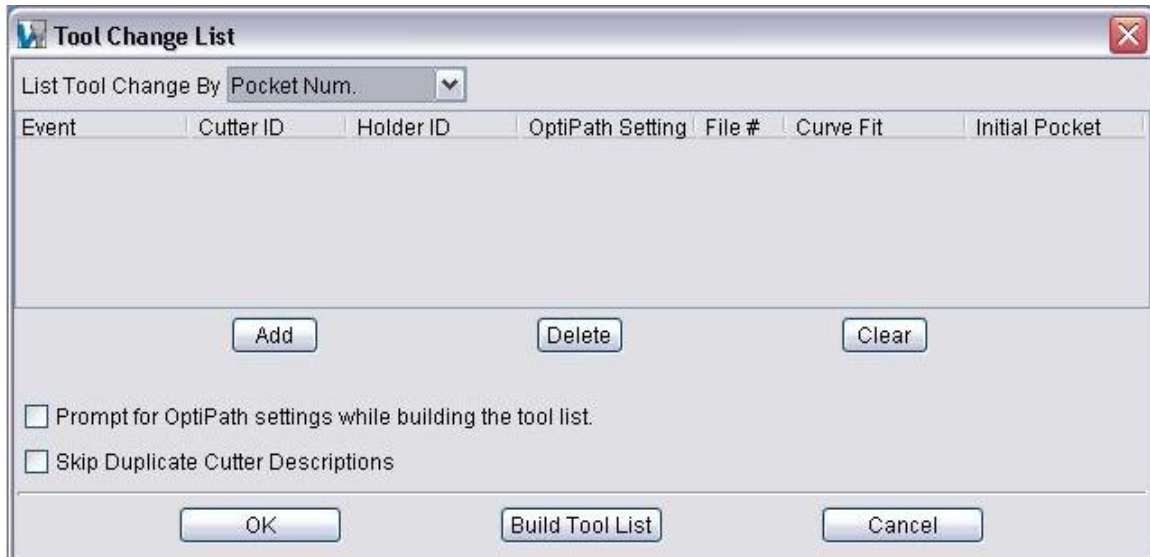 Tool Change List
List Tool Change By Pocket Num.
Event Cutter ID Holder ID OptiPath Setting File # Curve Fit Initial Pocket
Add Delete Clear
Prompt for OptiPath settings while building the tool list.
Skip Duplicate Cutter Descriptions
OK Build Tool List Cancel